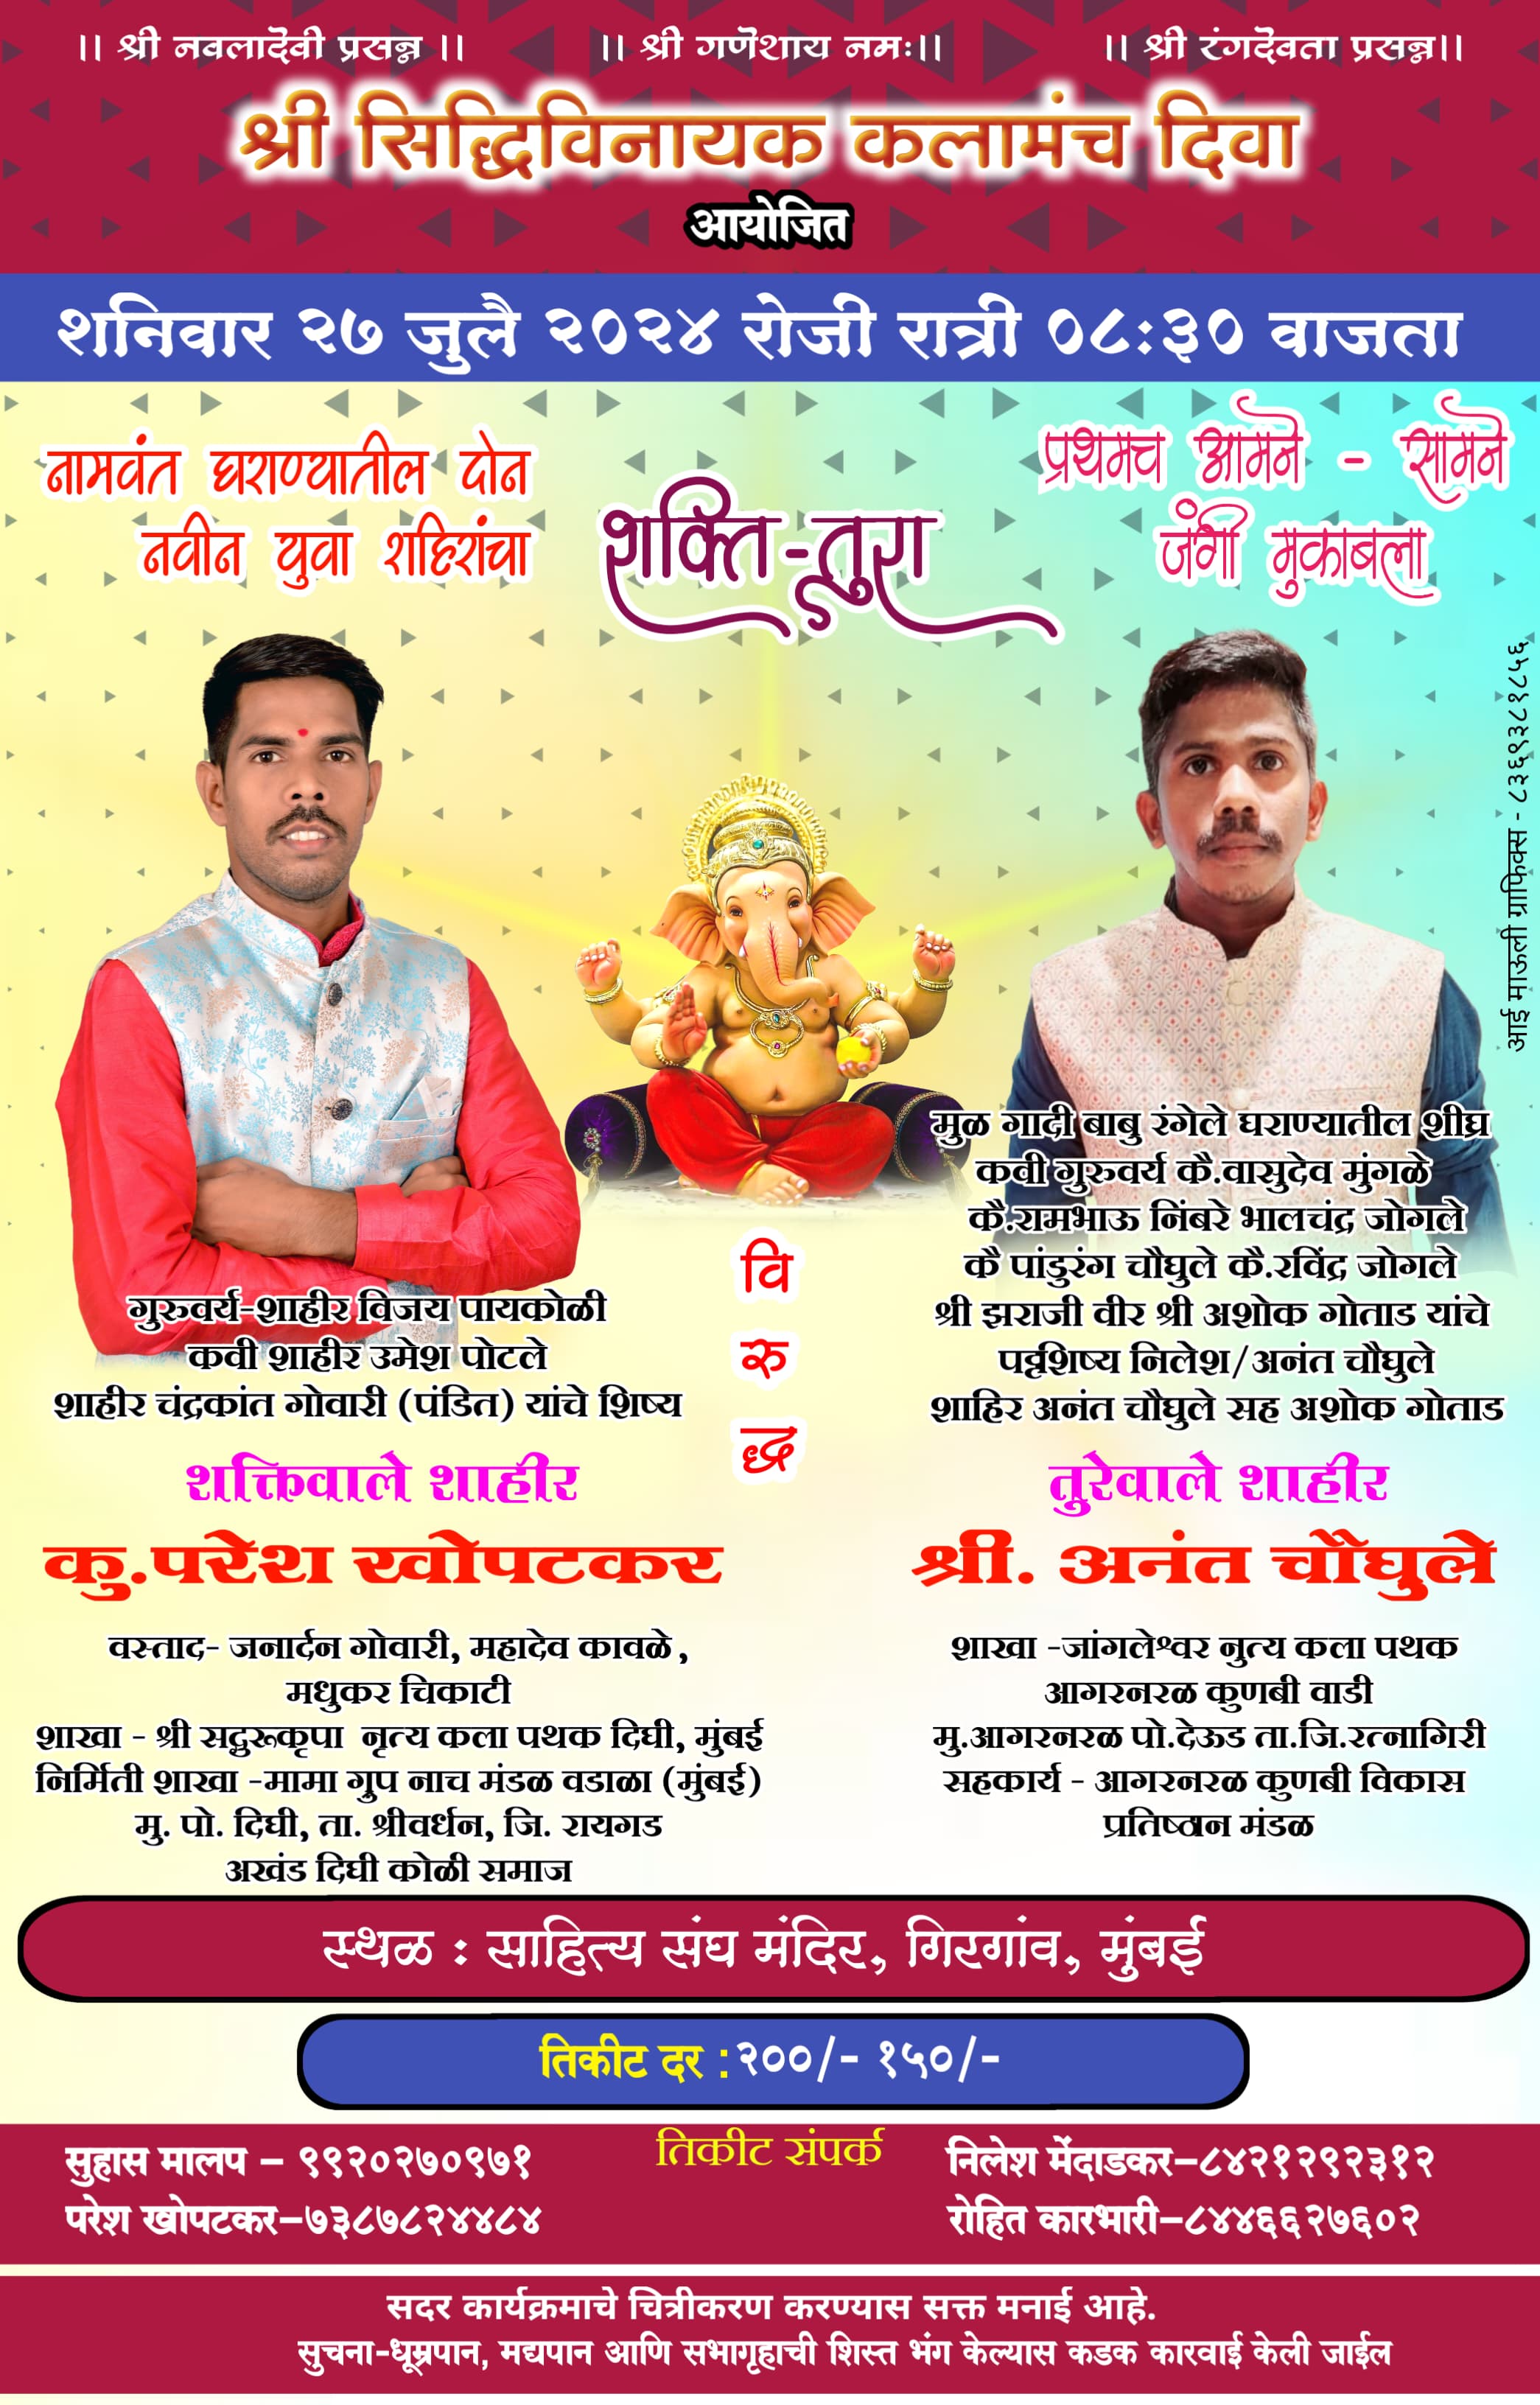 ।। श्री नवलादेवी प्रसन्न ।।
।। श्री गणेशाय नमः।।
।। श्री रंगदेवता प्रसन्न।।
श्री सिद्धिविनायक कलामंच दिवा
आयोजित
शनिवार २७ जुलै २०२४ रोजी रात्री ०८:३० वाजता
नामवंत घराण्यातील दोन
नवीन युवा शहिरांचा
शक्ति-तुरा
प्रथमच आमने - सामने
जंगी मुकाबला
आई माऊली ग्राफिक्स - ८३६९३८१८५६
गुरुवर्य-शाहीर विजय पायकोळी
कवी शाहीर उमेश पोटले
शाहीर चंद्रकांत गोवारी (पंडित) यांचे शिष्य
शक्तिवाले शाहीर
कु.परेश खोपटकर
वस्ताद- जनार्दन गोवारी, महादेव कावळे,
मधुकर चिकाटी
शाखा - श्री सद्गुरूकृपा नृत्य कला पथक दिघी, मुंबई
निर्मिती शाखा -मामा ग्रुप नाच मंडळ वडाळा (मुंबई)
मु. पो. दिघी, ता. श्रीवर्धन, जि. रायगड
अखंड दिघी कोळी समाज
वि
रु
द्ध
मुळ गादी बाबु रंगेले घराण्यातील शीघ्र
कवी गुरुवर्य कै.वासुदेव मुंगळे
कै.रामभाऊ निंबरे भालचंद्र जोगले
कै पांडुरंग चौघुले कै.रविंद्र जोगले
श्री झराजी वीर श्री अशोक गोताड यांचे
पट्टशिष्य निलेश/अनंत चौघुले
शाहिर अनंत चौघुले सह अशोक गोताड
तुरेवाले शाहीर
श्री. अनंत चौघुले
शाखा -जांगलेश्वर नुत्य कला पथक
आगरनरळ कुणबी वाडी
मु.आगरनरळ पो.देऊड ता.जि.रत्नागिरी
सहकार्य - आगरनरळ कुणबी विकास
प्रतिष्ठान मंडळ
स्थळ : साहित्य संघ मंदिर, गिरगांव, मुंबई
तिकीट दर :२००/- १५०/-
तिकीट संपर्क
सुहास मालप – ९९२०२७०९७१
परेश खोपटकर–७३८७८२४४८४
निलेश मेंदाडकर–८४२१२९२३१२
रोहित कारभारी–८४४६६२७६०२
सदर कार्यक्रमाचे चित्रीकरण करण्यास सक्त मनाई आहे.
सुचना-धूम्रपान, मद्यपान आणि सभागृहाची शिस्त भंग केल्यास कडक कारवाई केली जाईल